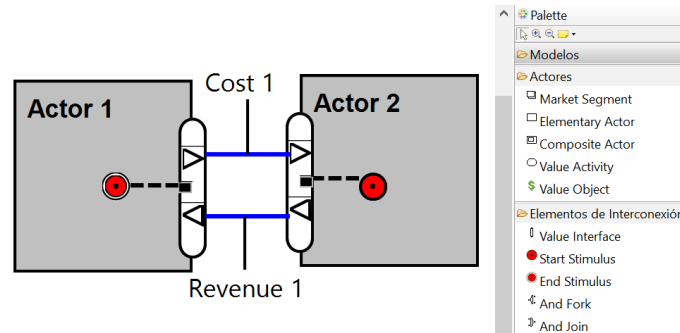 Cost 1
Actor 1
Actor 2
Revenue 1
Palette
Modelos
Actores
Market Segment
Elementary Actor
Composite Actor
Value Activity
$ Value Object
Elementos de Interconexión
Value Interface
Start Stimulus
End Stimulus
And Fork
And Join